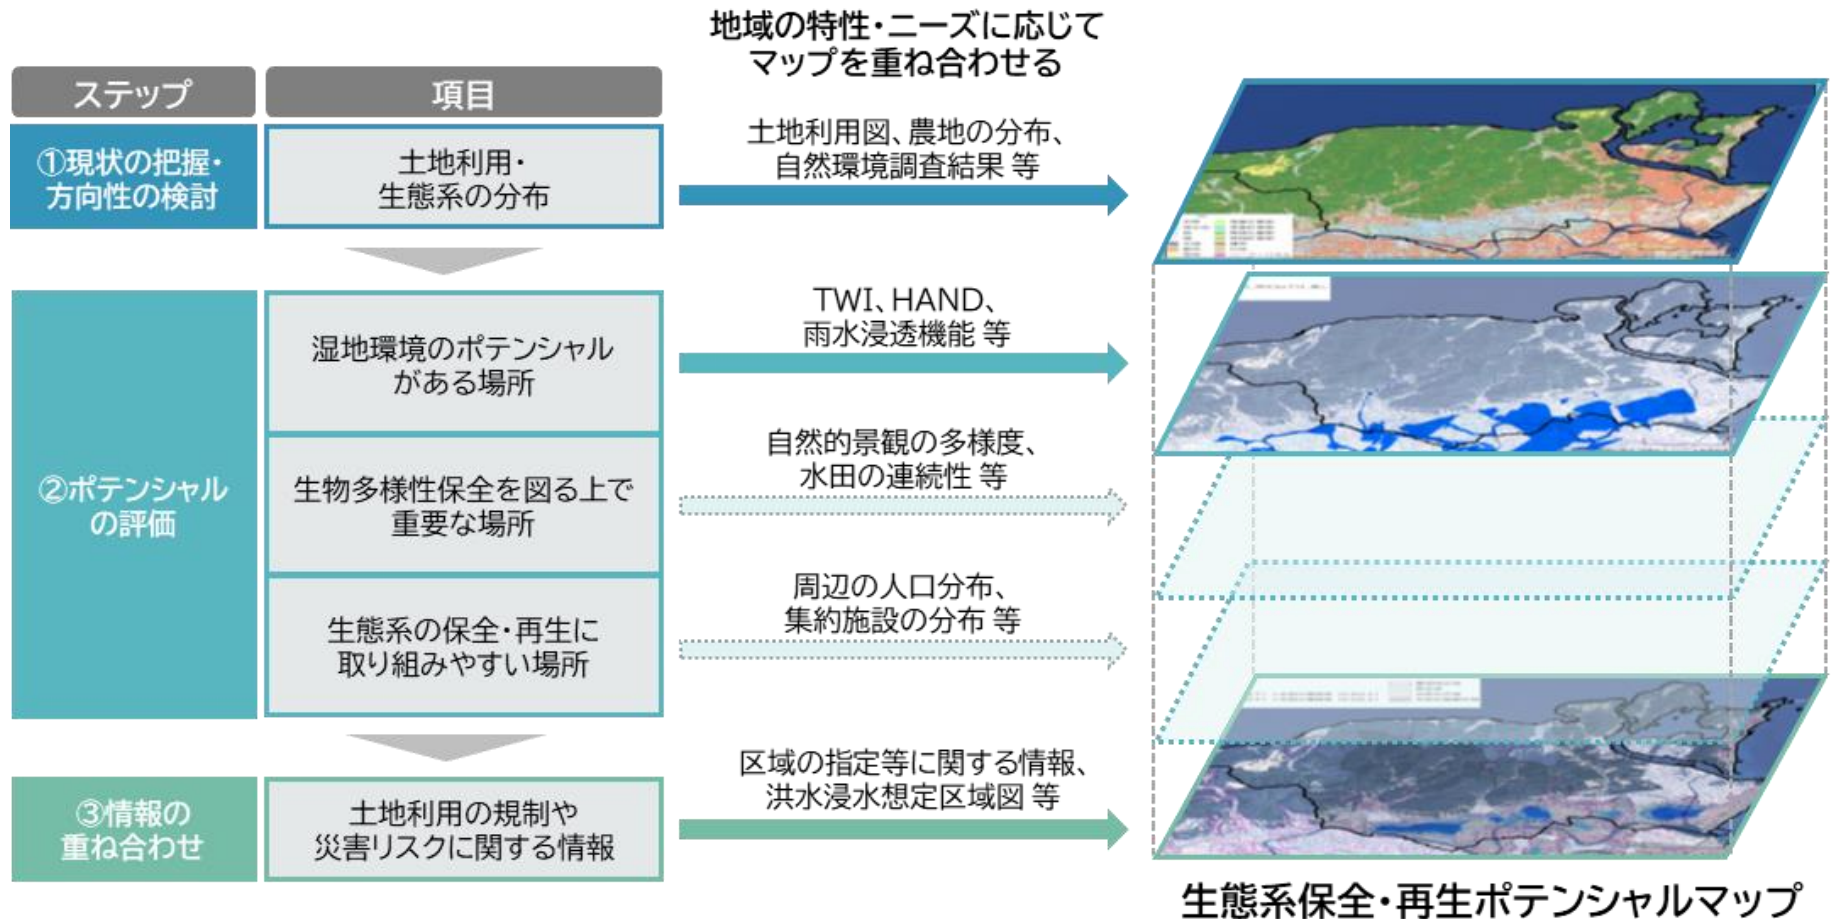 地域の特性・ニーズに応じて
マップを重ね合わせる
ステップ
項目
①現状の把握・
方向性の検討
土地利用・
生態系の分布
土地利用図、農地の分布、
自然環境調査結果 等
②ポテンシャル
の評価
湿地環境のポテンシャル
がある場所
TWI、HAND、
雨水浸透機能 等
生物多様性保全を図る上で
重要な場所
自然的景観の多様度、
水田の連続性 等
生態系の保全・再生に
取り組みやすい場所
周辺の人口分布、
集約施設の分布 等
③情報の
重ね合わせ
土地利用の規制や
災害リスクに関する情報
区域の指定等に関する情報、
洪水浸水想定区域図 等
生態系保全・再生ポテンシャルマップ